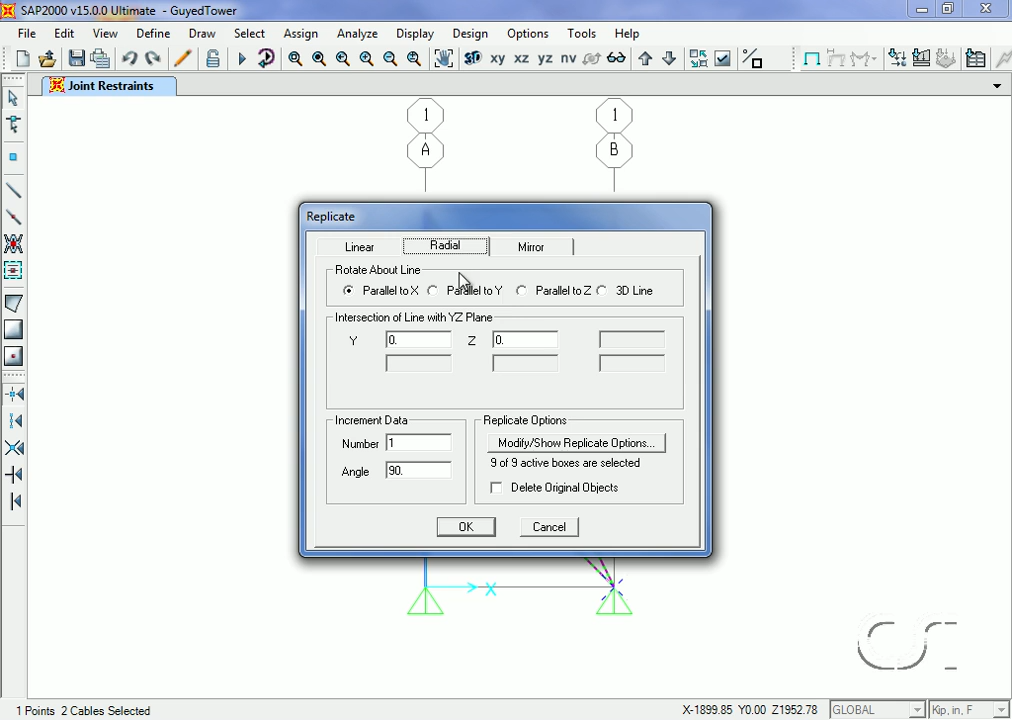 SAP2000 v15.0.0 Ultimate - GuyedTower
File Edit View Define Draw Select Assign Analyze Display Design Options Tools Help
3D xy xz yz nv
Joint Restraints
1 1
A B
Replicate
Linear Radial Mirror
Rotate About Line
Parallel to X Parallel to Y Parallel to Z 3D Line
Intersection of Line with YZ Plane
Y 0. Z 0.
Increment Data
Number 1
Angle 90.
Replicate Options
Modify/Show Replicate Options...
9 of 9 active boxes are selected
Delete Original Objects
OK Cancel
X
CSI
1 Points 2 Cables Selected
X-1899.85 Y0.00 Z1952.78
GLOBAL
Kip, in, F